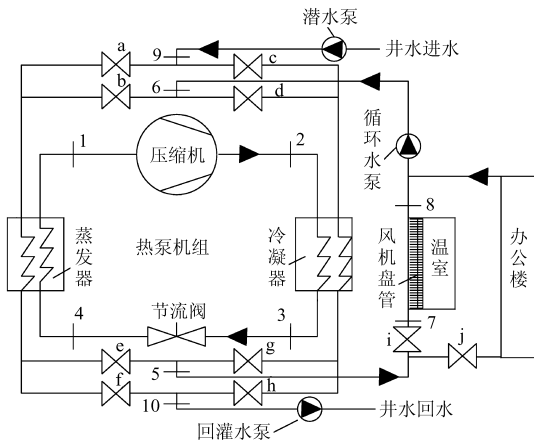 潜水泵
a
9
c
井水进水
b
6
d
循环水泵
1
压缩机
2
8
蒸发器
热泵机组
冷凝器
风机盘管
温室
办公楼
节流阀
4
3
7
i
j
e
g
5
f
h
10
井水回水
回灌水泵